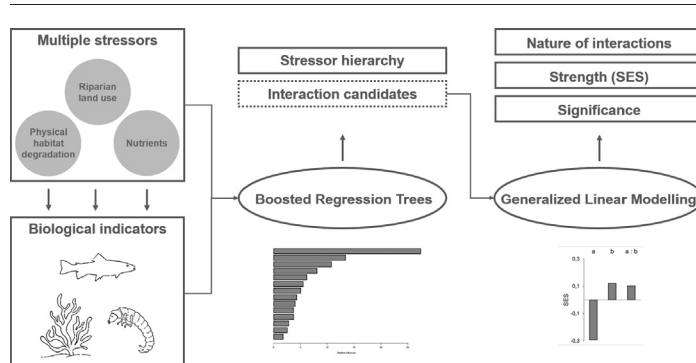 Multiple stressors
Riparian
land use
Physical
habitat
degradation
Nutrients
Biological indicators
Stressor hierarchy
Interaction candidates
Boosted Regression Trees
Nature of interactions
Strength (SES)
Significance
Generalized Linear Modelling
a b a : b
SES
0,3
0,1
-0,1
-0,3